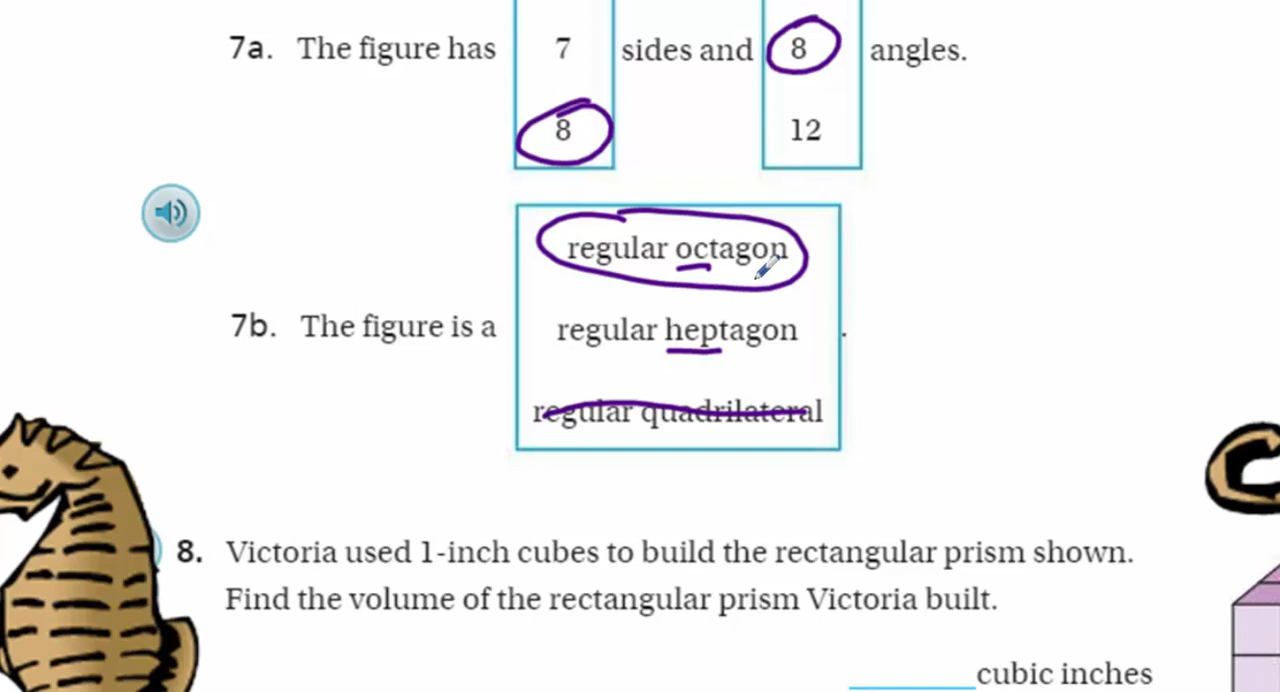 7a. The figure has 7 sides and 8 angles.
8 12
regular octagon
7b. The figure is a regular heptagon .
regular quadrilateral
8. Victoria used 1-inch cubes to build the rectangular prism shown.
Find the volume of the rectangular prism Victoria built.
cubic inches